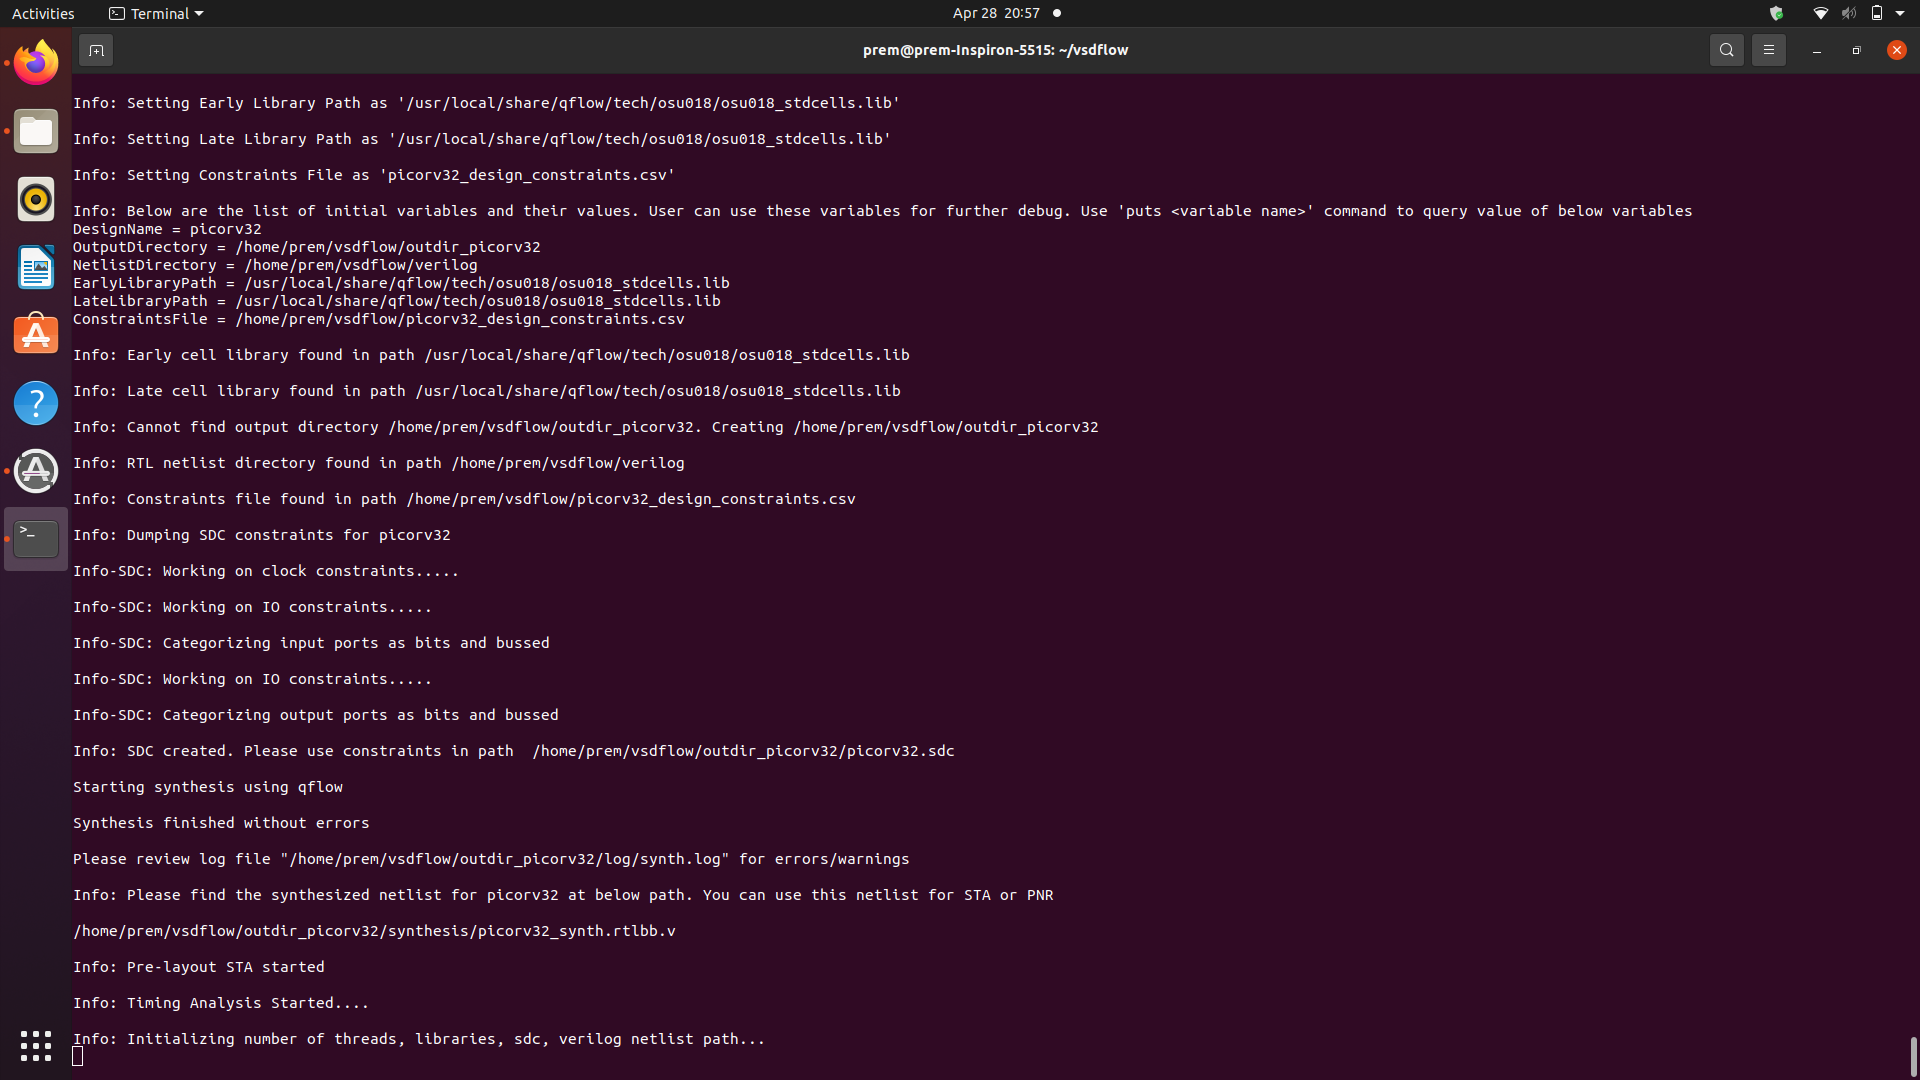 Activities
Terminal
Apr 28 20:57
prem@prem-Inspiron-5515: ~/vsdflow
Info: Setting Early Library Path as '/usr/local/share/qflow/tech/osu018/osu018_stdcells.lib'
Info: Setting Late Library Path as '/usr/local/share/qflow/tech/osu018/osu018_stdcells.lib'
Info: Setting Constraints File as 'picorv32_design_constraints.csv'
Info: Below are the list of initial variables and their values. User can use these variables for further debug. Use 'puts <variable name>' command to query value of below variables
DesignName = picorv32
OutputDirectory = /home/prem/vsdflow/outdir_picorv32
NetlistDirectory = /home/prem/vsdflow/verilog
EarlyLibraryPath = /usr/local/share/qflow/tech/osu018/osu018_stdcells.lib
LateLibraryPath = /usr/local/share/qflow/tech/osu018/osu018_stdcells.lib
ConstraintsFile = /home/prem/vsdflow/picorv32_design_constraints.csv
Info: Early cell library found in path /usr/local/share/qflow/tech/osu018/osu018_stdcells.lib
Info: Late cell library found in path /usr/local/share/qflow/tech/osu018/osu018_stdcells.lib
Info: Cannot find output directory /home/prem/vsdflow/outdir_picorv32. Creating /home/prem/vsdflow/outdir_picorv32
Info: RTL netlist directory found in path /home/prem/vsdflow/verilog
Info: Constraints file found in path /home/prem/vsdflow/picorv32_design_constraints.csv
Info: Dumping SDC constraints for picorv32
Info-SDC: Working on clock constraints.....
Info-SDC: Working on IO constraints.....
Info-SDC: Categorizing input ports as bits and bussed
Info-SDC: Working on IO constraints.....
Info-SDC: Categorizing output ports as bits and bussed
Info: SDC created. Please use constraints in path  /home/prem/vsdflow/outdir_picorv32/picorv32.sdc
Starting synthesis using qflow
Synthesis finished without errors
Please review log file "/home/prem/vsdflow/outdir_picorv32/log/synth.log" for errors/warnings
Info: Please find the synthesized netlist for picorv32 at below path. You can use this netlist for STA or PNR
/home/prem/vsdflow/outdir_picorv32/synthesis/picorv32_synth.rtlbb.v
Info: Pre-layout STA started
Info: Timing Analysis Started....
Info: Initializing number of threads, libraries, sdc, verilog netlist path...